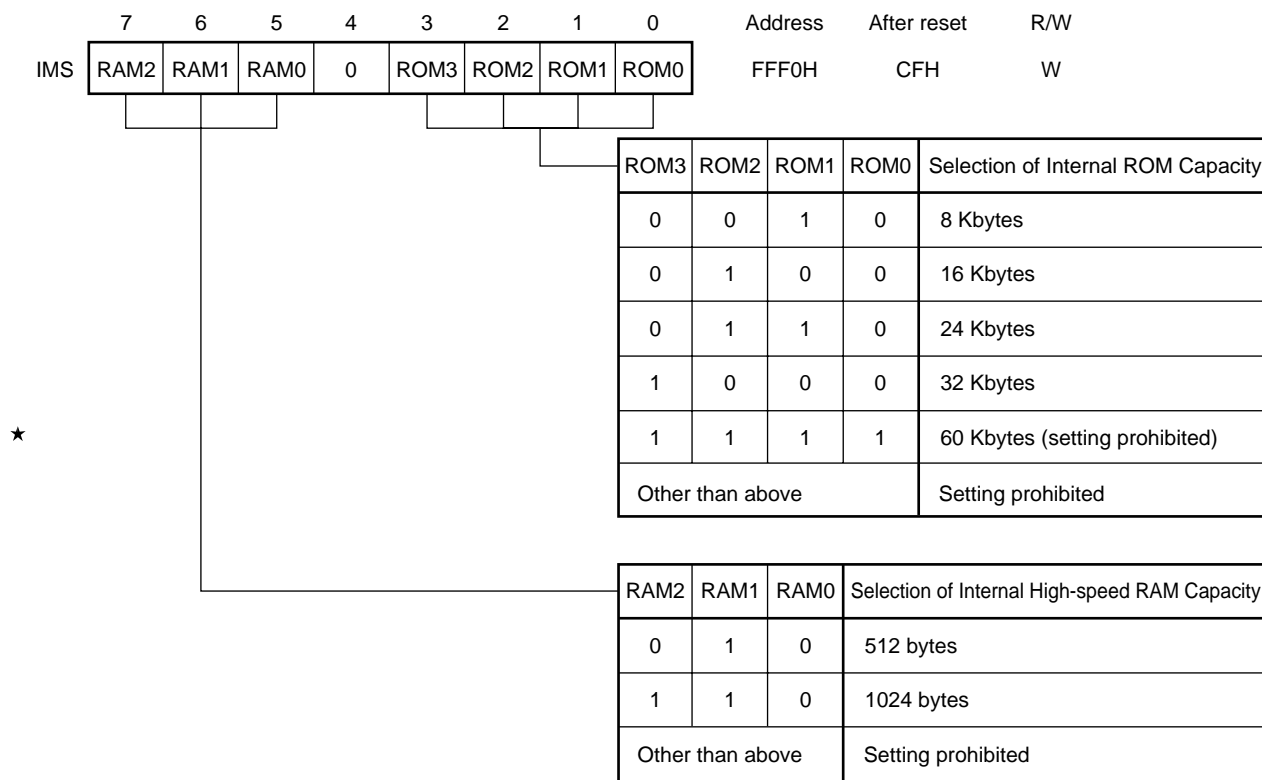 7 6 5 4 3 2 1 0 Address After reset R/W
IMS RAM2 RAM1 RAM0 0 ROM3 ROM2 ROM1 ROM0 FFF0H CFH W
ROM3 ROM2 ROM1 ROM0 Selection of Internal ROM Capacity
0 0 1 0 8 Kbytes
0 1 0 0 16 Kbytes
0 1 1 0 24 Kbytes
1 0 0 0 32 Kbytes
★ 1 1 1 1 60 Kbytes (setting prohibited)
Other than above Setting prohibited
RAM2 RAM1 RAM0 Selection of Internal High-speed RAM Capacity
0 1 0 512 bytes
1 1 0 1024 bytes
Other than above Setting prohibited